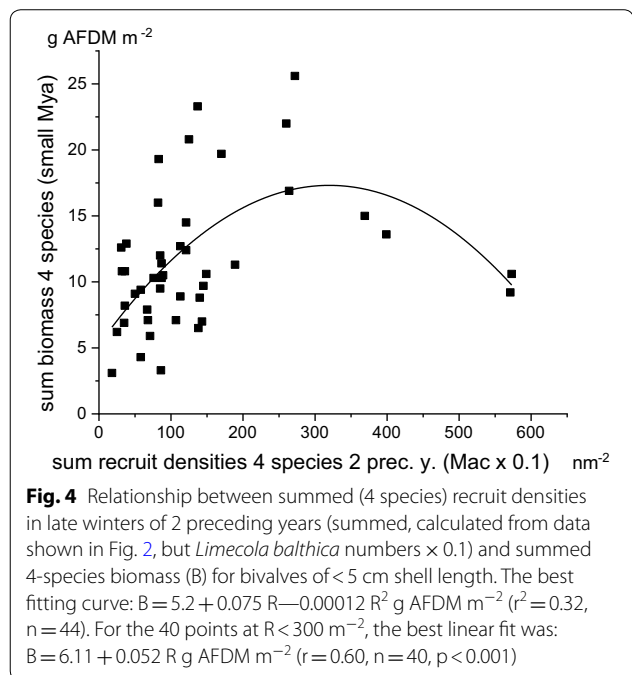 g AFDM m-2
25
20
15
10
5
0
sum biomass 4 species (small Mya)
0 100 200 300 400 500 600
sum recruit densities 4 species 2 prec. y. (Mac x 0.1) nm-2
Fig. 4 Relationship between summed (4 species) recruit densities
in late winters of 2 preceding years (summed, calculated from data
shown in Fig. 2, but Limecola balthica numbers × 0.1) and summed
4-species biomass (B) for bivalves of < 5 cm shell length. The best
fitting curve: B = 5.2 + 0.075 R—0.00012 R2 g AFDM m−2 (r2 = 0.32,
n = 44). For the 40 points at R < 300 m−2, the best linear fit was:
B = 6.11 + 0.052 R g AFDM m−2 (r = 0.60, n = 40, p < 0.001)